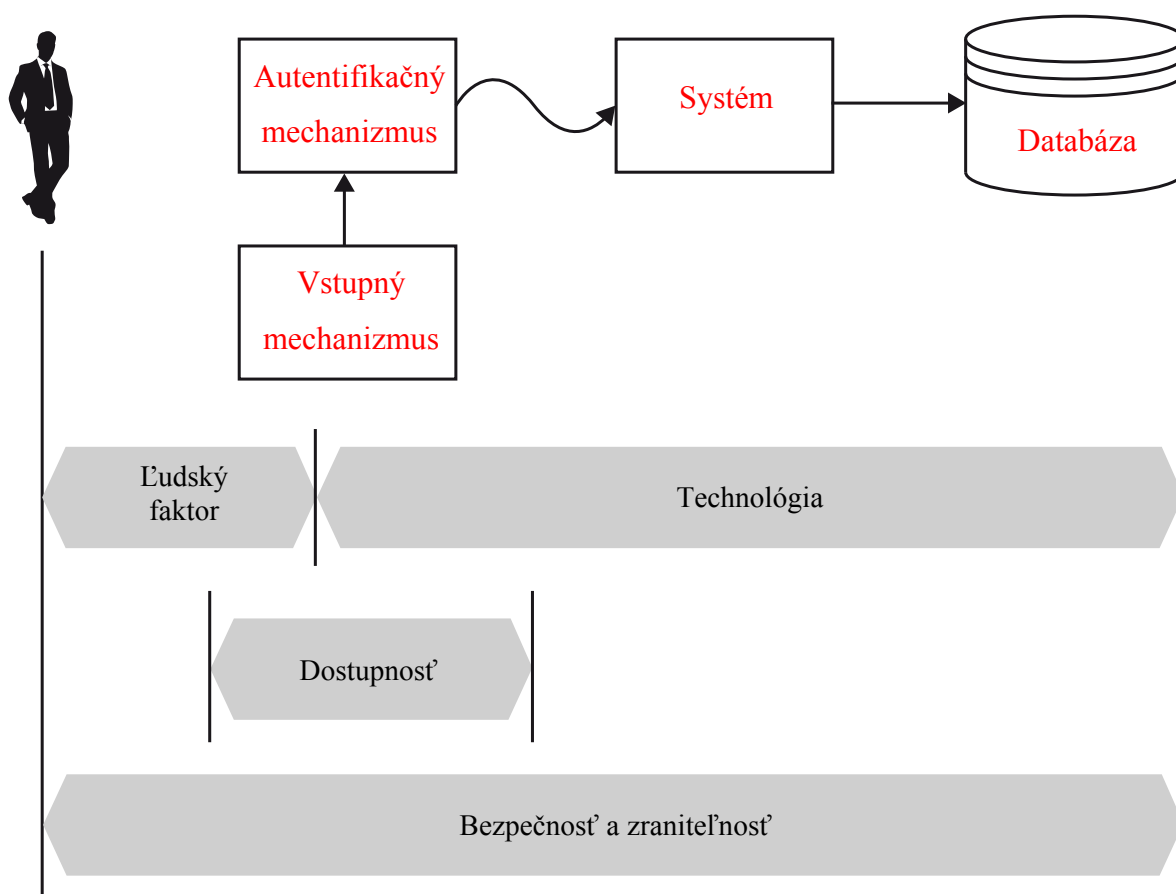 Autentifikačný
mechanizmus
Systém
Databáza
Vstupný
mechanizmus
Ľudský
faktor
Technológia
Dostupnosť
Bezpečnosť a zraniteľnosť